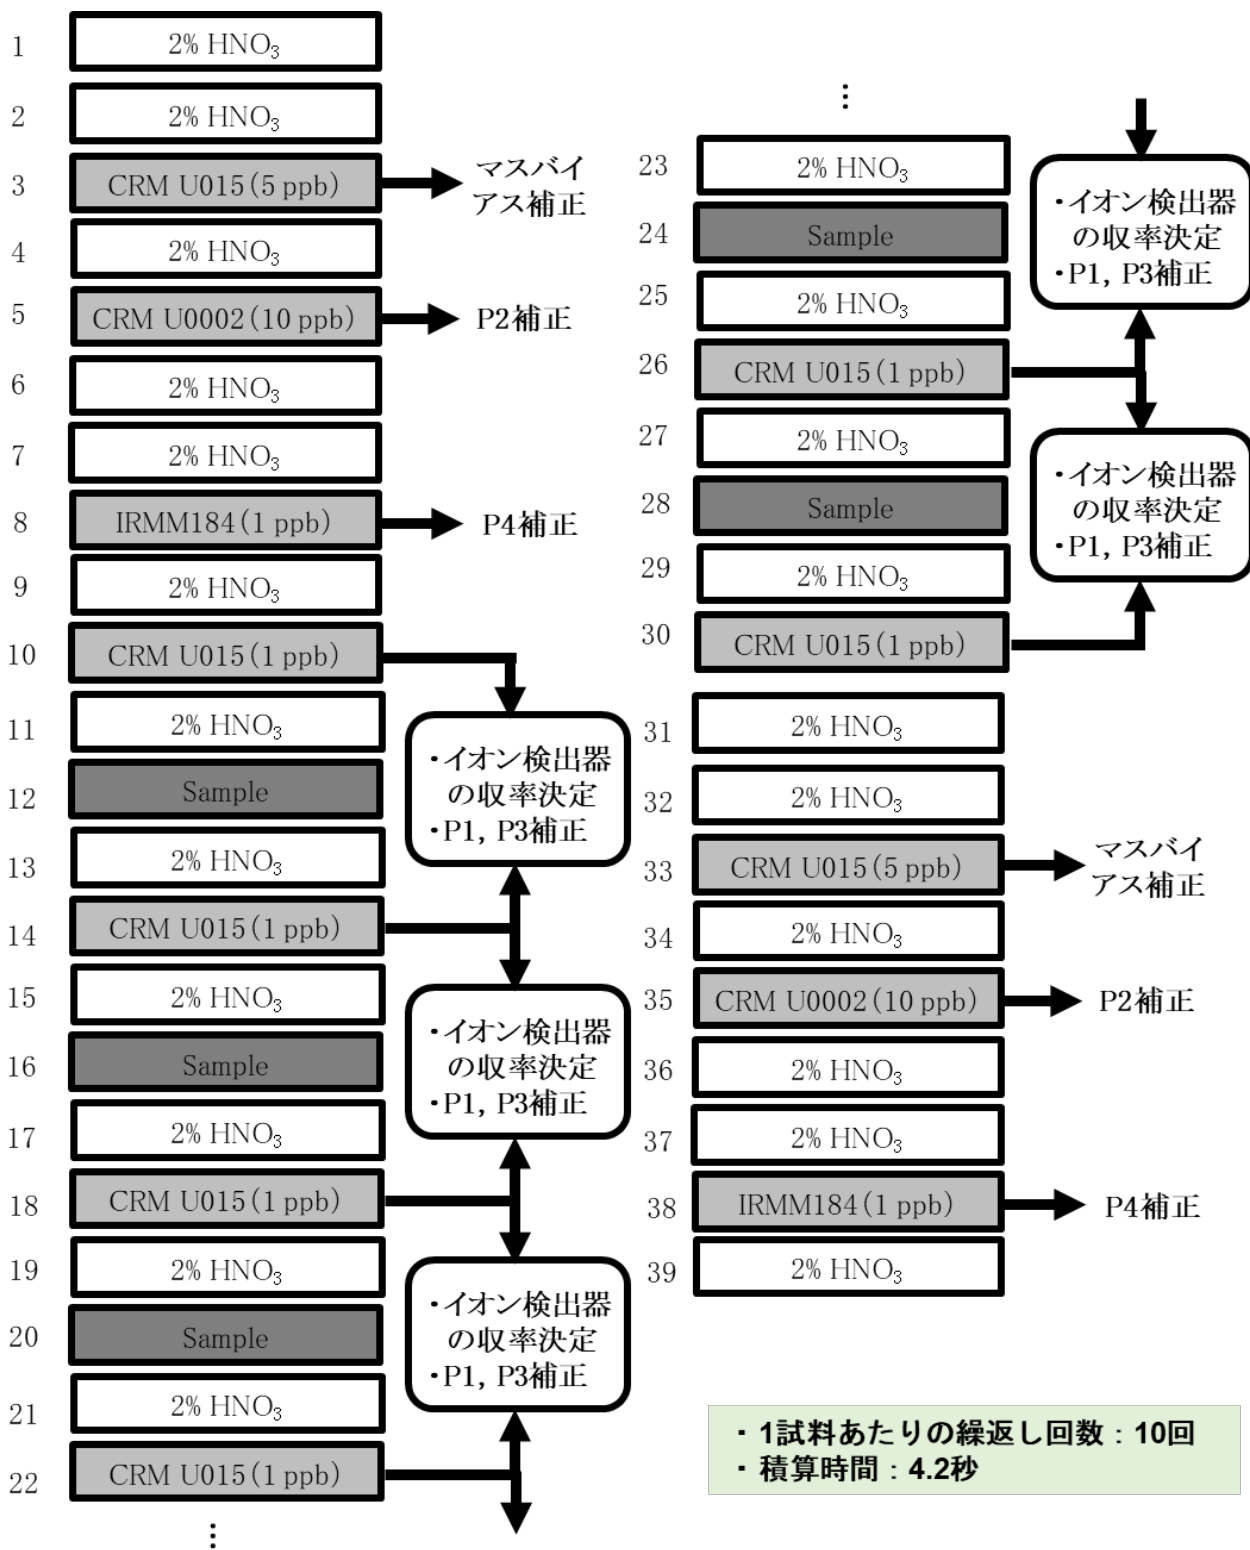 1 2% HNO₃
2 2% HNO₃
3 CRM U015(5 ppb) マスバイ
アス補正
4 2% HNO₃
5 CRM U0002(10 ppb) P2補正
6 2% HNO₃
7 2% HNO₃
8 IRMM184(1 ppb) P4補正
9 2% HNO₃
10 CRM U015(1 ppb)
11 2% HNO₃
・イオン検出器
の収率決定
・P1, P3補正
12 Sample
13 2% HNO₃
14 CRM U015(1 ppb)
15 2% HNO₃
・イオン検出器
の収率決定
・P1, P3補正
16 Sample
17 2% HNO₃
18 CRM U015(1 ppb)
19 2% HNO₃
・イオン検出器
の収率決定
・P1, P3補正
20 Sample
21 2% HNO₃
22 CRM U015(1 ppb)
⋮
⋮
23 2% HNO₃
・イオン検出器
の収率決定
・P1, P3補正
24 Sample
25 2% HNO₃
26 CRM U015(1 ppb)
27 2% HNO₃
・イオン検出器
の収率決定
・P1, P3補正
28 Sample
29 2% HNO₃
30 CRM U015(1 ppb)
31 2% HNO₃
32 2% HNO₃
33 CRM U015(5 ppb) マスバイ
アス補正
34 2% HNO₃
35 CRM U0002(10 ppb) P2補正
36 2% HNO₃
37 2% HNO₃
38 IRMM184(1 ppb) P4補正
39 2% HNO₃
・1試料あたりの繰返し回数：10回
・積算時間：4.2秒